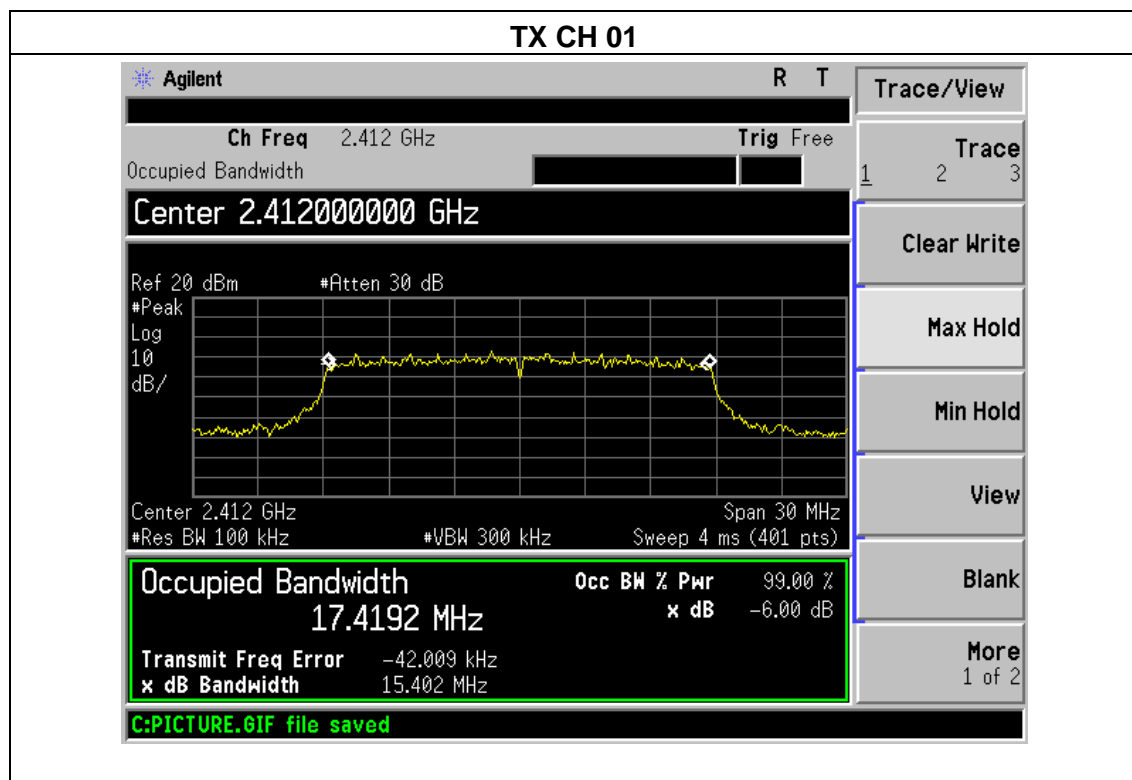 TX CH 01
Agilent R T
Trace/View
Ch Freq 2.412 GHz Trig Free
Occupied Bandwidth
Trace
1 2 3
Center 2.412000000 GHz
Clear Write
Ref 20 dBm #Atten 30 dB
#Peak
Log
10
dB/
Max Hold
Min Hold
View
Center 2.412 GHz Span 30 MHz
#Res BW 100 kHz #VBW 300 kHz Sweep 4 ms (401 pts)
Occupied Bandwidth Occ BW % Pwr 99.00 %
17.4192 MHz x dB -6.00 dB
Blank
Transmit Freq Error -42.009 kHz
x dB Bandwidth 15.402 MHz
More
1 of 2
C:PICTURE.GIF file saved